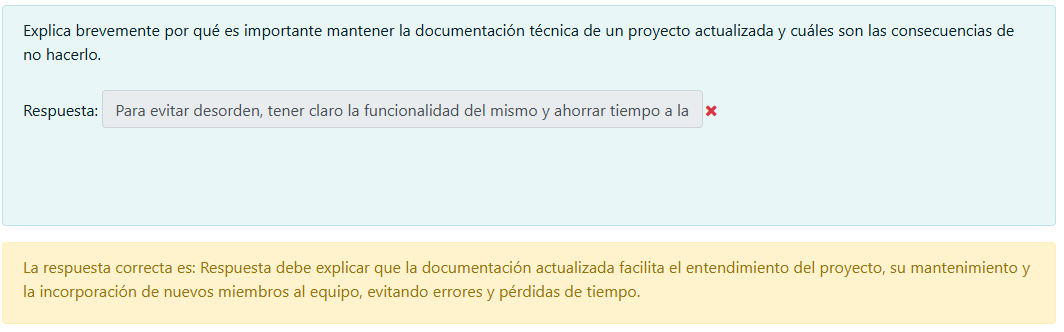 Explica brevemente por qué es importante mantener la documentación técnica de un proyecto actualizada y cuáles son las consecuencias de
no hacerlo.
Respuesta: Para evitar desorden, tener claro la funcionalidad del mismo y ahorrar tiempo a la
La respuesta correcta es: Respuesta debe explicar que la documentación actualizada facilita el entendimiento del proyecto, su mantenimiento y
la incorporación de nuevos miembros al equipo, evitando errores y pérdidas de tiempo.